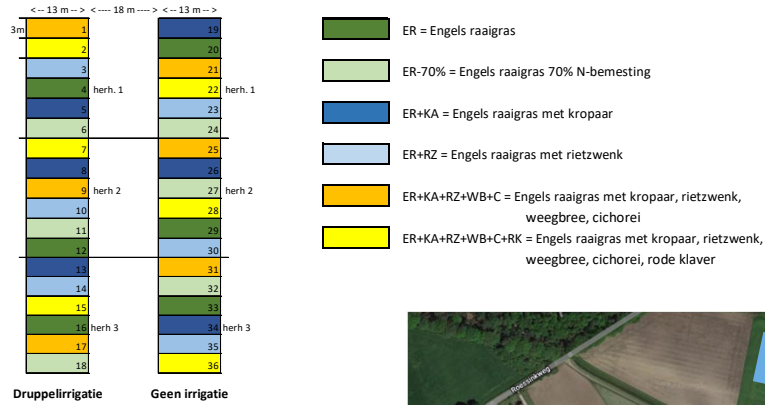 < -- 13 m -- > < ---- 18 m ----> < -- 13 m -- >
3m
1
2
3
4 herh. 1
5
6
7
8
9 herh 2
10
11
12
13
14
15
16 herh 3
17
18
Druppelirrigatie
19
20
21
22 herh. 1
23
24
25
26
27 herh 2
28
29
30
31
32
33
34 herh 3
35
36
Geen irrigatie
ER = Engels raaigras
ER-70% = Engels raaigras 70% N-bemesting
ER+KA = Engels raaigras met kropaar
ER+RZ = Engels raaigras met rietzwenk
ER+KA+RZ+WB+C = Engels raaigras met kropaar, rietzwenk,
weegbree, cichorei
ER+KA+RZ+WB+C+RK = Engels raaigras met kropaar, rietzwenk,
weegbree, cichorei, rode klaver
Roessinkweg